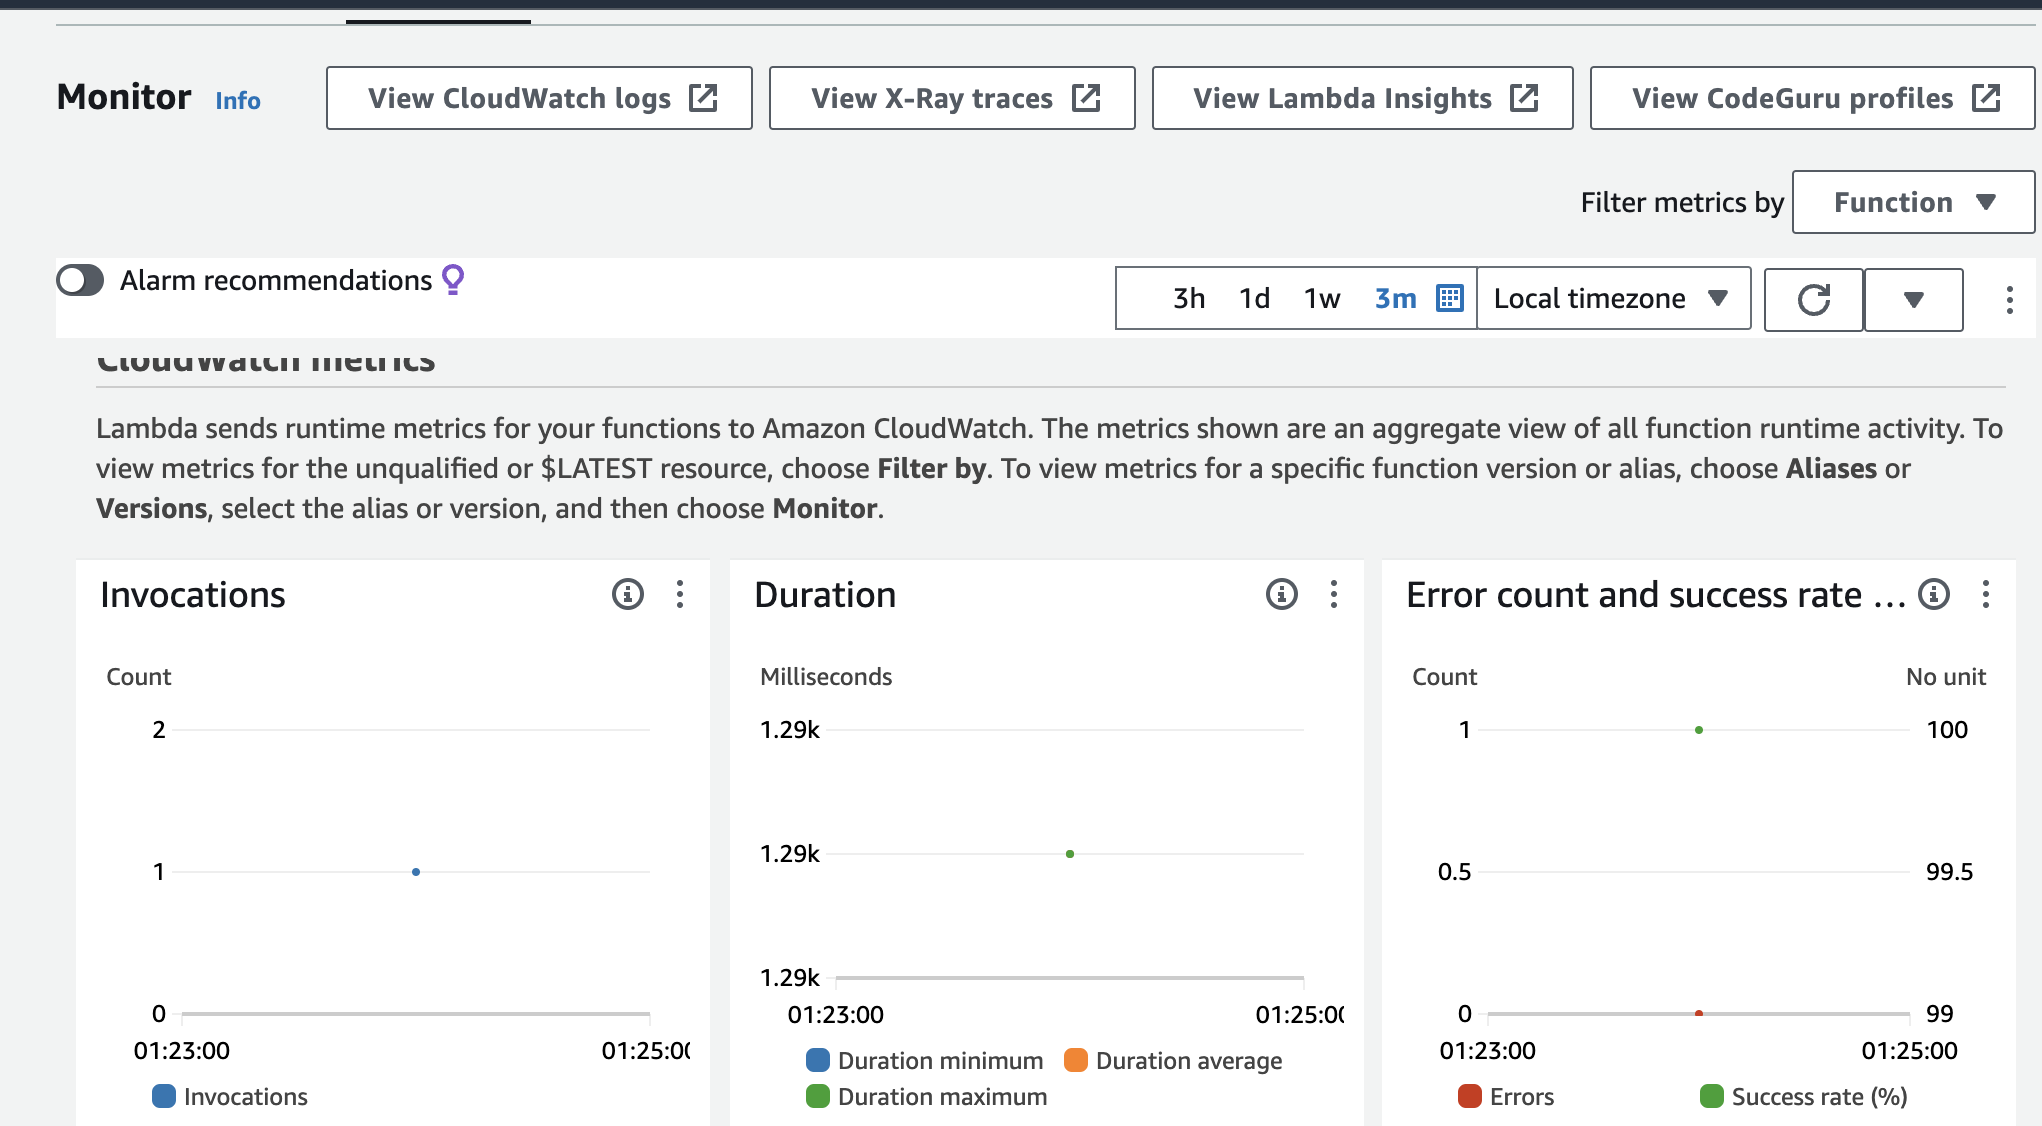 Monitor Info View CloudWatch logs View X-Ray traces View Lambda Insights View CodeGuru profiles
Filter metrics by Function
Alarm recommendations 3h 1d 1w 3m Local timezone
CloudWatch metrics
Lambda sends runtime metrics for your functions to Amazon CloudWatch. The metrics shown are an aggregate view of all function runtime activity. To
view metrics for the unqualified or $LATEST resource, choose Filter by. To view metrics for a specific function version or alias, choose Aliases or
Versions, select the alias or version, and then choose Monitor.
Invocations
Count
2
1
0
01:23:00 01:25:00
Invocations
Duration
Milliseconds
1.29k
1.29k
1.29k
01:23:00 01:25:00
Duration minimum Duration average
Duration maximum
Error count and success rate ...
Count No unit
1 100
0.5 99.5
0 99
01:23:00 01:25:00
Errors Success rate (%)